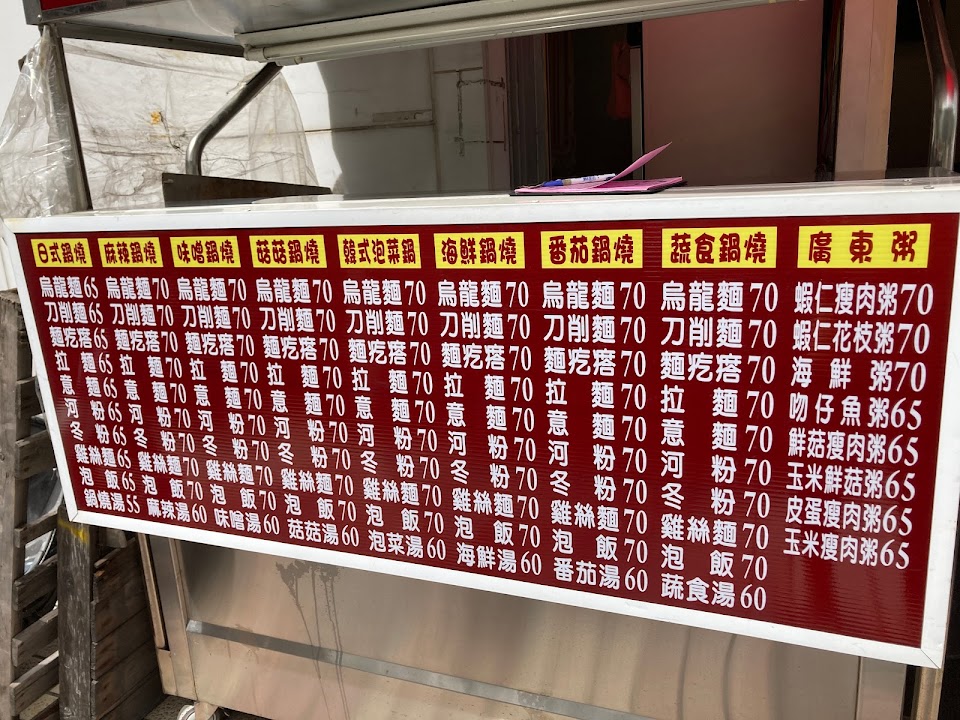 日式鍋燒
烏龍麵65
刀削麵65
麵疙瘩65
拉麵65
意麵65
河粉65
冬粉65
雞絲麵65
泡飯65
鍋燒湯55
麻辣鍋燒
烏龍麵70
刀削麵70
麵疙瘩70
拉麵70
意麵70
河粉70
冬粉70
雞絲麵70
泡飯70
麻辣湯60
味噌鍋燒
烏龍麵70
刀削麵70
麵疙瘩70
拉麵70
意麵70
河粉70
冬粉70
雞絲麵70
泡飯70
味噌湯60
菇菇鍋燒
烏龍麵70
刀削麵70
麵疙瘩70
拉麵70
意麵70
河粉70
冬粉70
雞絲麵70
泡飯70
菇菇湯60
韓式泡菜鍋
烏龍麵70
刀削麵70
麵疙瘩70
拉麵70
意麵70
河粉70
冬粉70
雞絲麵70
泡飯70
泡菜湯60
海鮮鍋燒
烏龍麵70
刀削麵70
麵疙瘩70
拉麵70
意麵70
河粉70
冬粉70
雞絲麵70
泡飯70
海鮮湯60
番茄鍋燒
烏龍麵70
刀削麵70
麵疙瘩70
拉麵70
意麵70
河粉70
冬粉70
雞絲麵70
泡飯70
番茄湯60
蔬食鍋燒
烏龍麵70
刀削麵70
麵疙瘩70
拉麵70
意麵70
河粉70
冬粉70
雞絲麵70
泡飯70
蔬食湯60
廣東粥
蝦仁瘦肉粥70
蝦仁花枝粥70
海鮮粥70
吻仔魚粥65
鮮菇瘦肉粥65
玉米鮮菇粥65
皮蛋瘦肉粥65
玉米瘦肉粥65